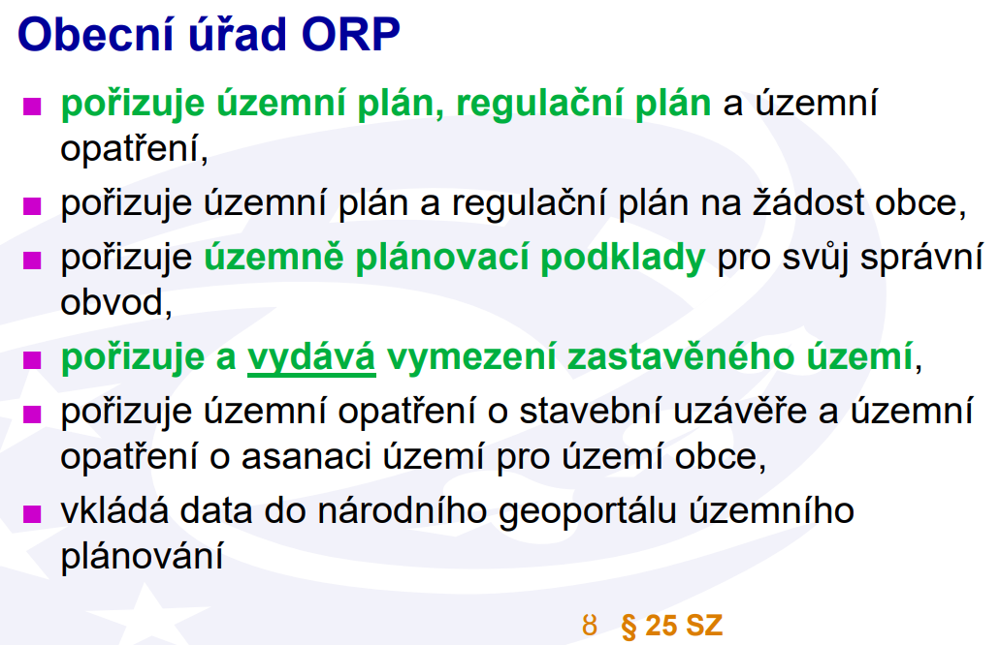 Obecní úřad ORP
■ pořizuje územní plán, regulační plán a územní
opatření,
■ pořizuje územní plán a regulační plán na žádost obce,
■ pořizuje územně plánovací podklady pro svůj správní
obvod,
■ pořizuje a vydává vymezení zastavěného území,
■ pořizuje územní opatření o stavební uzávěře a územní
opatření o asanaci území pro území obce,
■ vkládá data do národního geoportálu územního
plánování
8 § 25 SZ